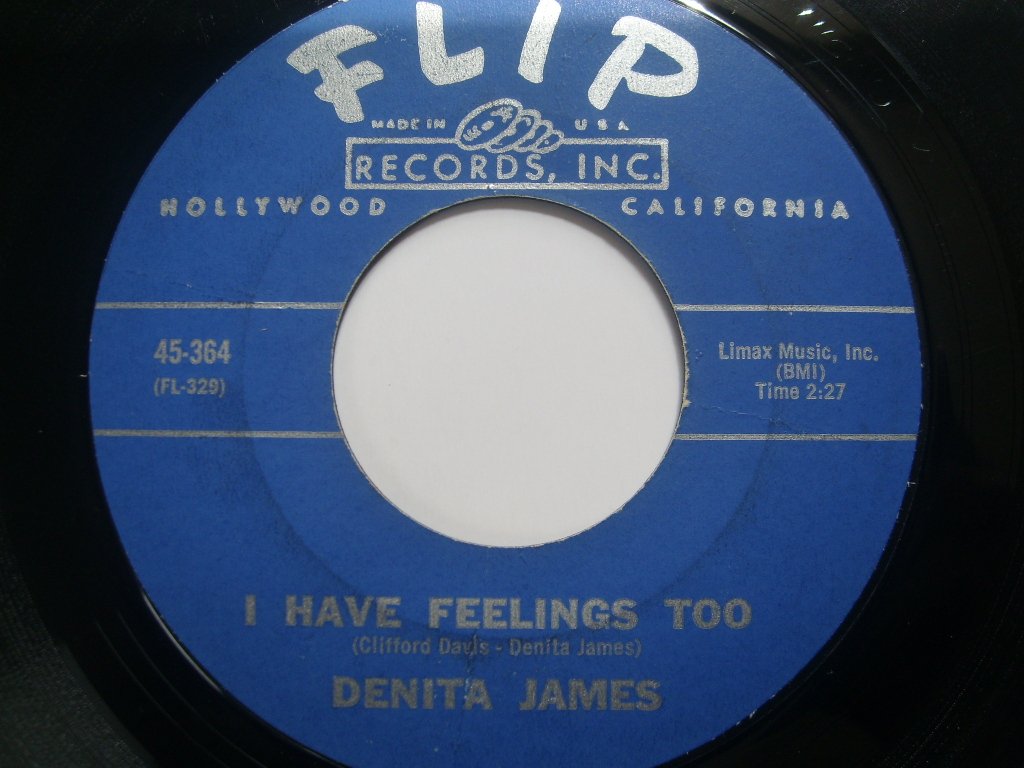 FLIP
MADE IN U.S.A.
RECORDS, INC.
HOLLYWOOD CALIFORNIA
45-364
(FL-329)
Limax Music, Inc.
(BMI)
Time 2:27
I HAVE FEELINGS TOO
(Clifford Davis - Denita James)
DENITA JAMES